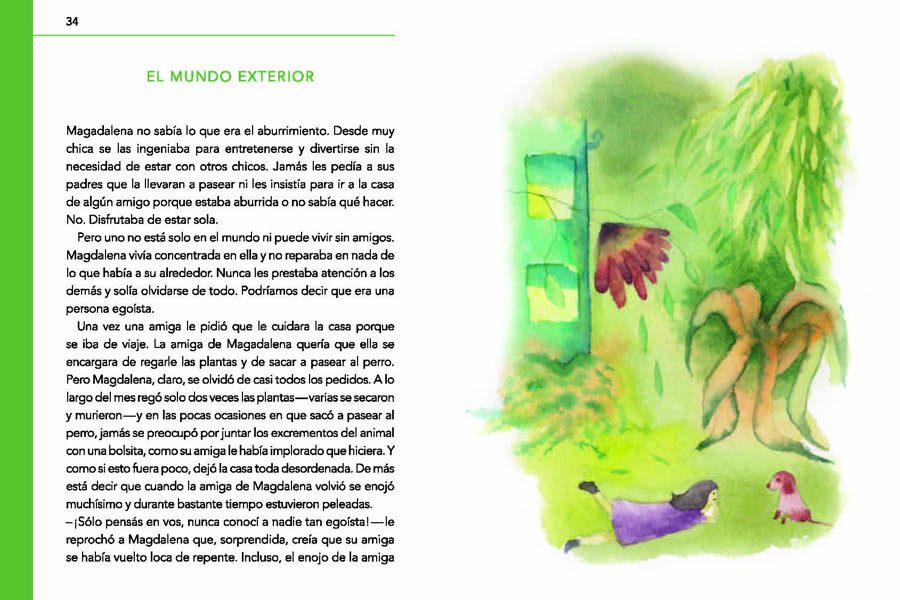 34
EL MUNDO EXTERIOR
Magadalena no sabía lo que era el aburrimiento. Desde muy
chica se las ingeniaba para entretenerse y divertirse sin la
necesidad de estar con otros chicos. Jamás les pedía a sus
padres que la llevaran a pasear ni les insistía para ir a la casa
de algún amigo porque estaba aburrida o no sabía qué hacer.
No. Disfrutaba de estar sola.
Pero uno no está solo en el mundo ni puede vivir sin amigos.
Magdalena vivía concentrada en ella y no reparaba en nada de
lo que había a su alrededor. Nunca les prestaba atención a los
demás y solía olvidarse de todo. Podríamos decir que era una
persona egoísta.
Una vez una amiga le pidió que le cuidara la casa porque
se iba de viaje. La amiga de Magadalena quería que ella se
encargara de regarle las plantas y de sacar a pasear al perro.
Pero Magdalena, claro, se olvidó de casi todos los pedidos. A lo
largo del mes regó solo dos veces las plantas—varias se secaron
y murieron—y en las pocas ocasiones en que sacó a pasear al
perro, jamás se preocupó por juntar los excrementos del animal
con una bolsita, como su amiga le había implorado que hiciera. Y
como si esto fuera poco, dejó la casa toda desordenada. De más
está decir que cuando la amiga de Magdalena volvió se enojó
muchísimo y durante bastante tiempo estuvieron peleadas.
–¡Sólo pensás en vos, nunca conocí a nadie tan egoísta!—le
reprochó a Magdalena que, sorprendida, creía que su amiga
se había vuelto loca de repente. Incluso, el enojo de la amiga